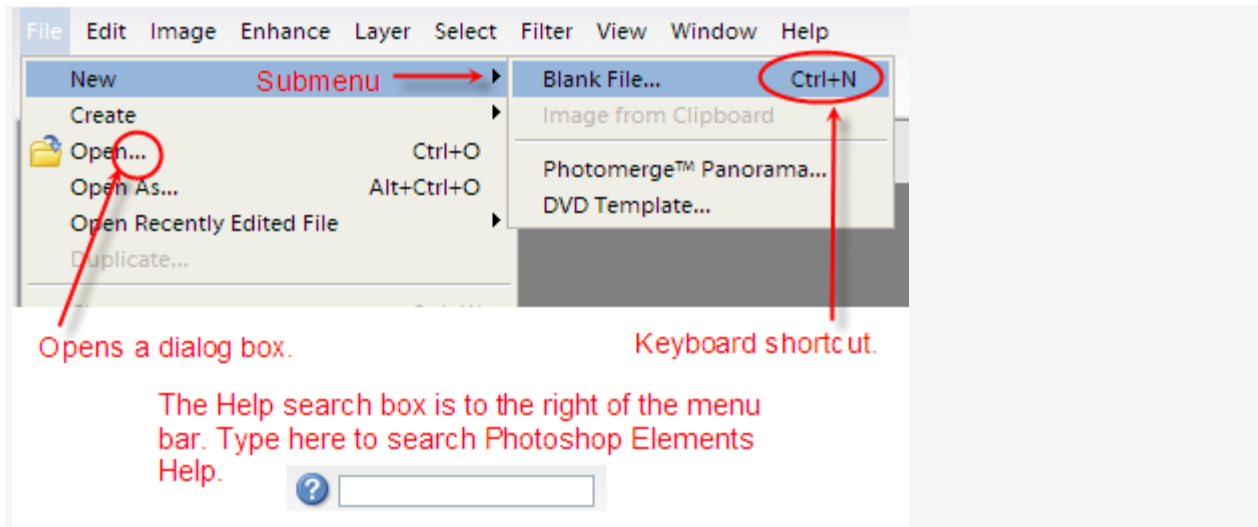 File Edit Image Enhance Layer Select Filter View Window Help
New Submenu Blank File... Ctrl+N
Create Image from Clipboard
Open... Ctrl+O
Photomerge™ Panorama...
Open As... Alt+Ctrl+O
DVD Template...
Open Recently Edited File
Duplicate...
Opens a dialog box. Keyboard shortcut.
The Help search box is to the right of the menu
bar. Type here to search Photoshop Elements
Help.
?